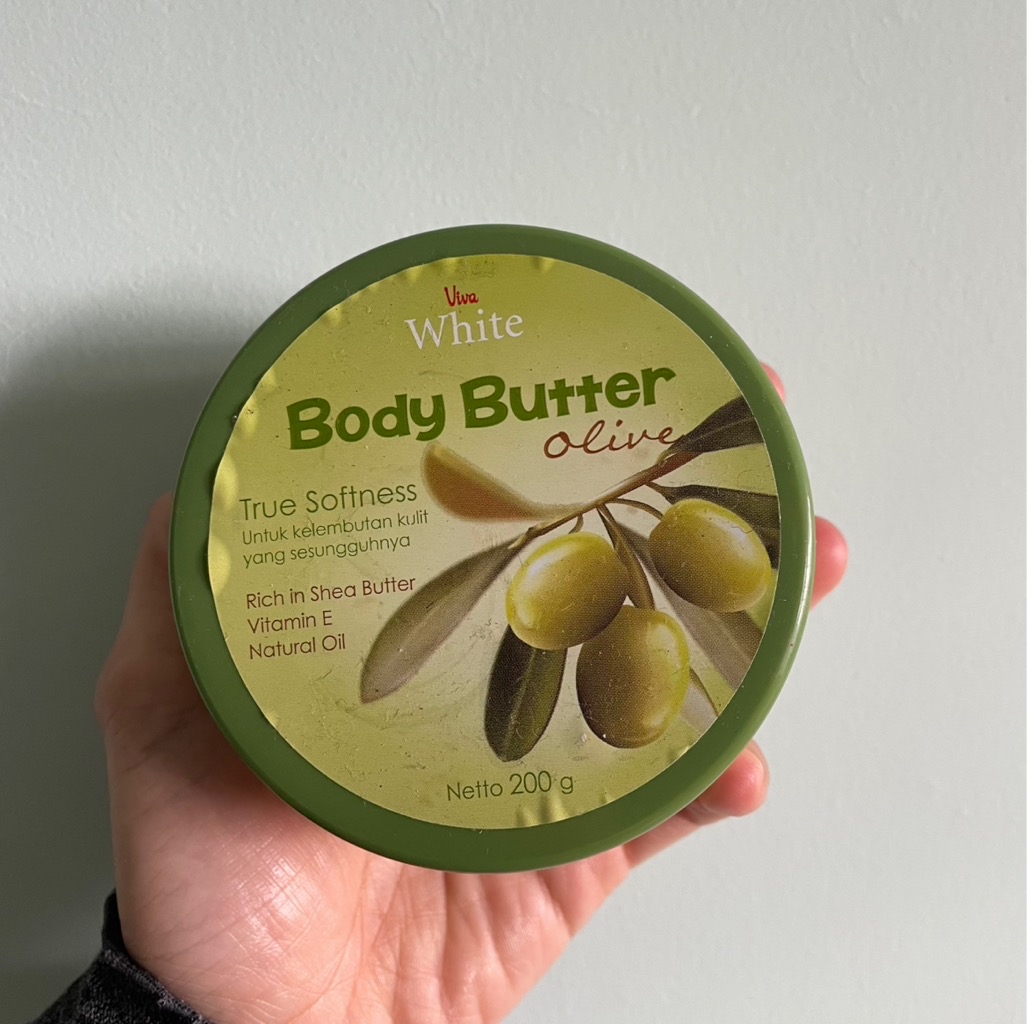 Viva
White
Body Butter
olive
True Softness
Untuk kelembutan kulit
yang sesungguhnya
Rich in Shea Butter
Vitamin E
Natural Oil
Netto 200 g